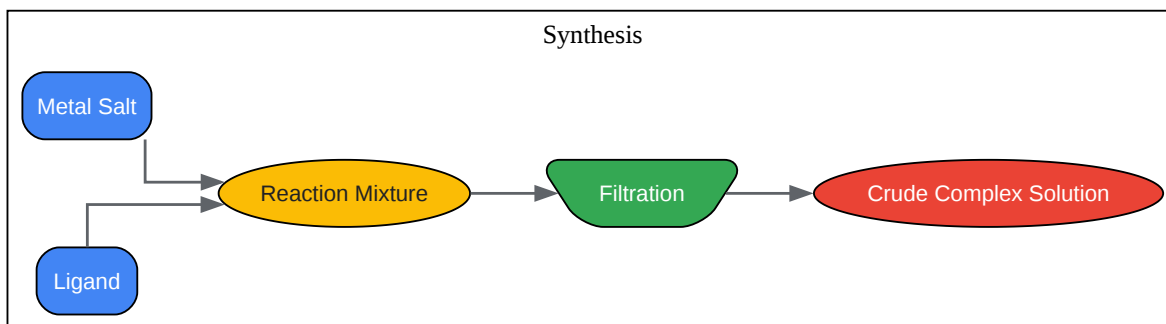 Synthesis
Metal Salt
Reaction Mixture
Filtration
Crude Complex Solution
Ligand